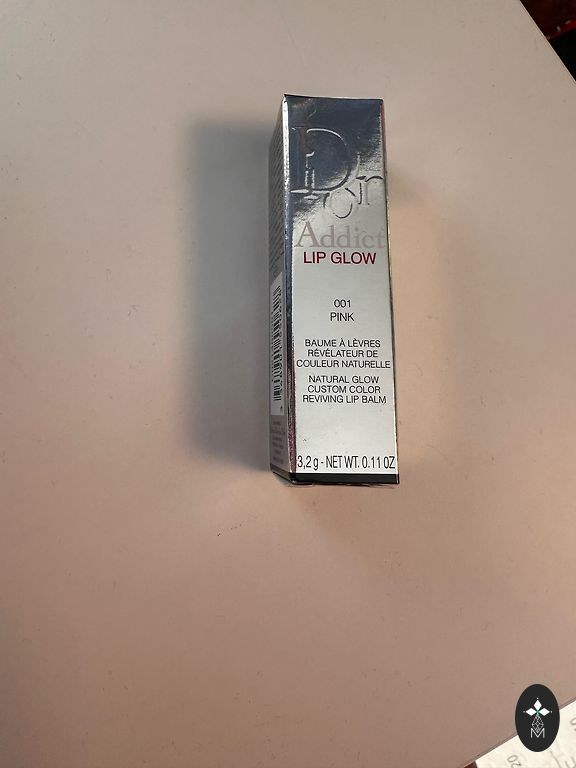 Dior
Addict
LIP GLOW
001
PINK
BAUME À LÈVRES
RÉVÉLATEUR DE
COULEUR NATURELLE
NATURAL GLOW
CUSTOM COLOR
REVIVING LIP BALM
3,2 g - NET WT. 0.11 OZ
M
20